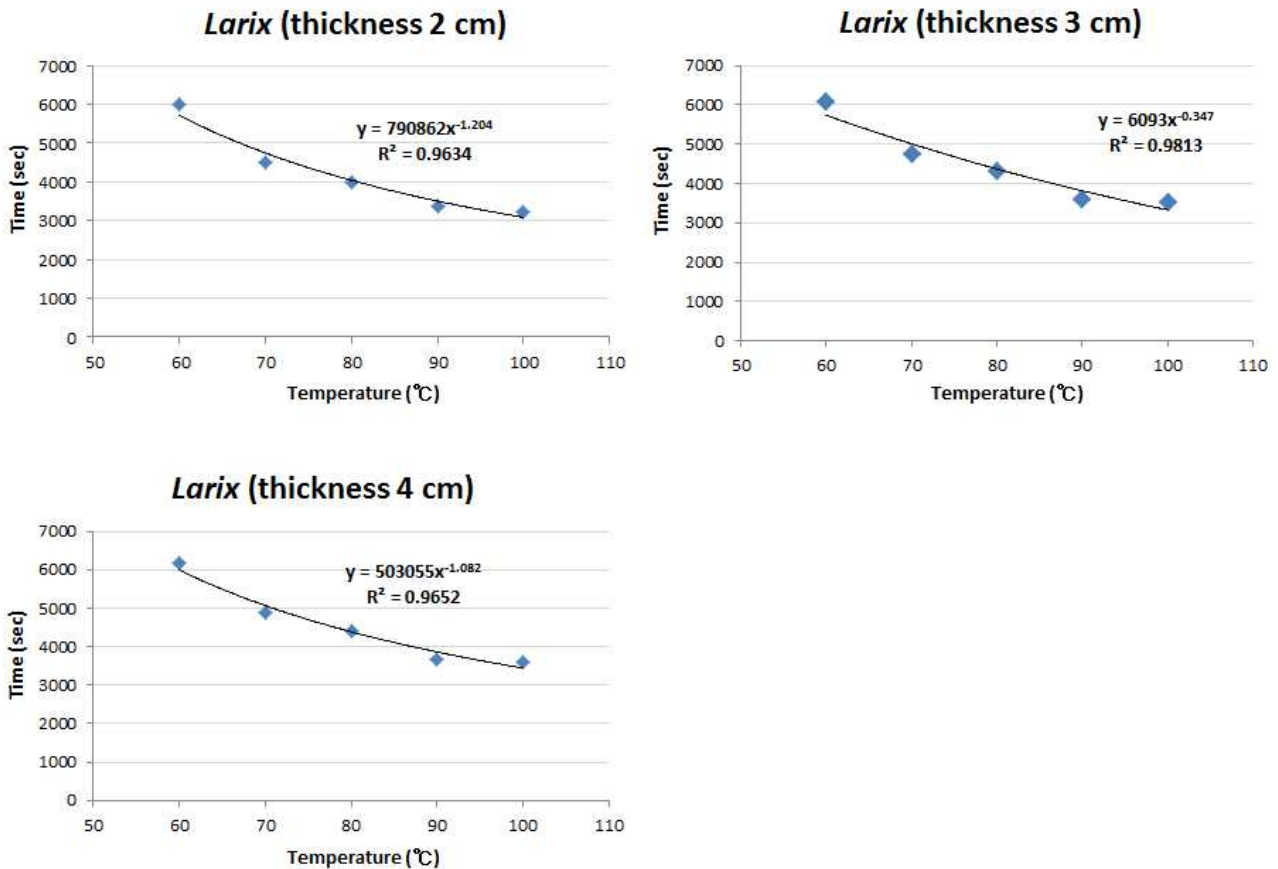 Larix (thickness 2 cm)
7000
6000
5000
4000
3000
2000
1000
0
Time (sec)
y = 790862x^-1.204
R² = 0.9634
50 60 70 80 90 100 110
Temperature (℃)
Larix (thickness 3 cm)
7000
6000
5000
4000
3000
2000
1000
0
Time (sec)
y = 6093x^-0.347
R² = 0.9813
50 60 70 80 90 100 110
Temperature (℃)
Larix (thickness 4 cm)
7000
6000
5000
4000
3000
2000
1000
0
Time (sec)
y = 503055x^-1.082
R² = 0.9652
50 60 70 80 90 100 110
Temperature (℃)